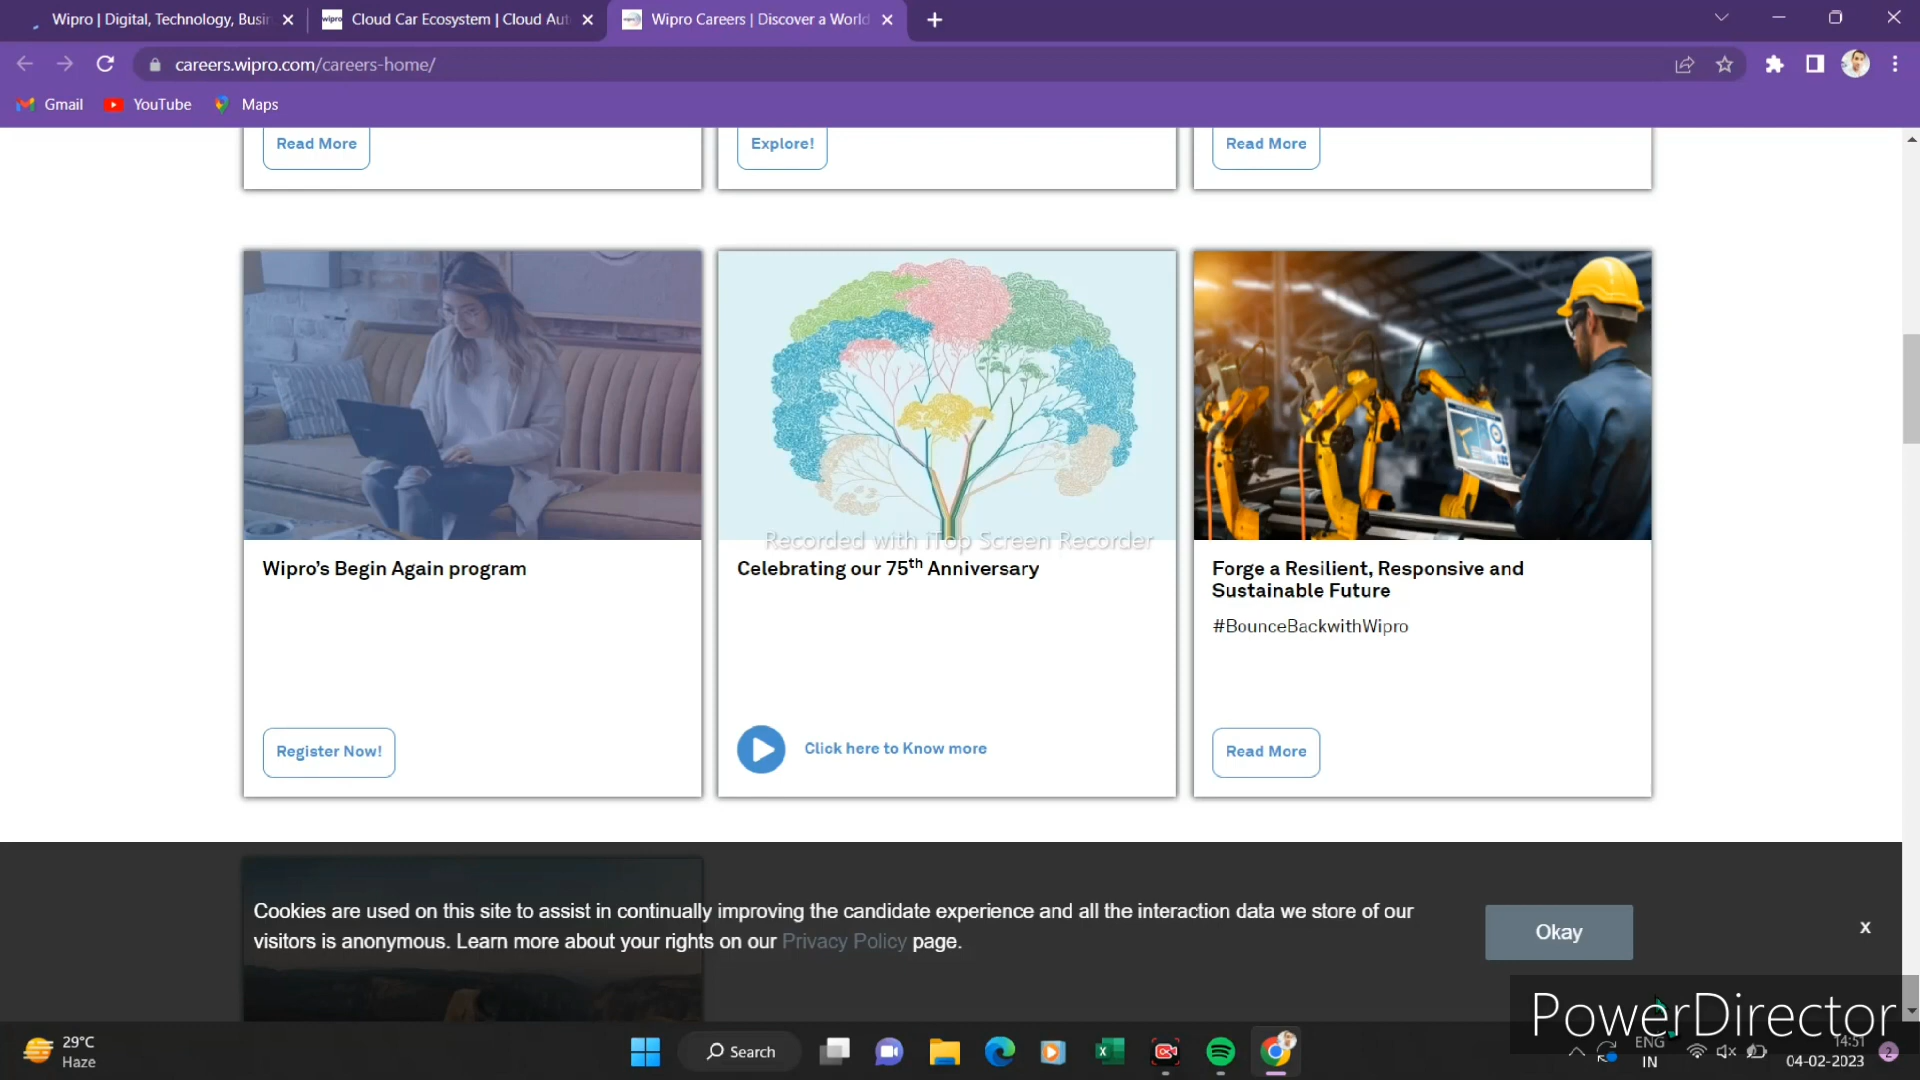 Wipro | Digital, Technology, Busi
Cloud Car Ecosystem | Cloud Aut
Wipro Careers | Discover a World
careers.wipro.com/careers-home/
Gmail
YouTube
Maps
Read More
Explore!
Read More
Recorded with iTop Screen Recorder
Wipro’s Begin Again program
Celebrating our 75th Anniversary
Forge a Resilient, Responsive and
Sustainable Future
#BounceBackwithWipro
Register Now!
Click here to Know more
Read More
Cookies are used on this site to assist in continually improving the candidate experience and all the interaction data we store of our
visitors is anonymous. Learn more about your rights on our Privacy Policy page.
Okay
x
PowerDirector
29°C
Haze
Search
ENG
IN
14:51
04-02-2023
2